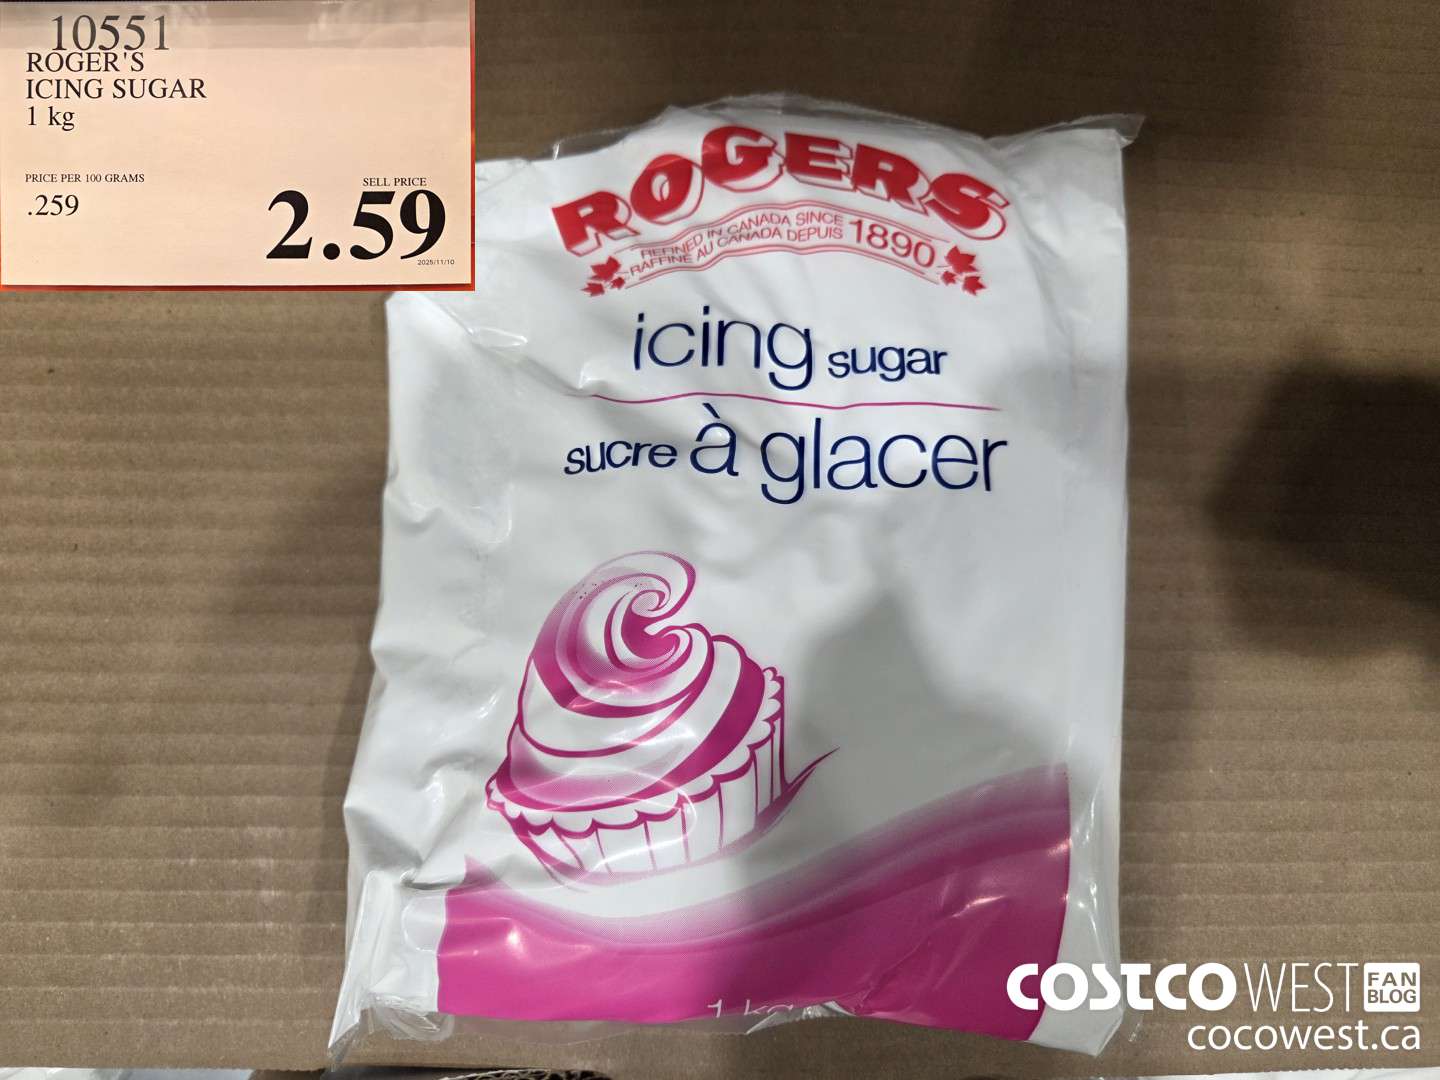 10551
ROGER'S
ICING SUGAR
1 kg
PRICE PER 100 GRAMS
.259
SELL PRICE
2.59
2025/11/10
ROGERS
REFINED IN CANADA SINCE
RAFFINÉ AU CANADA DEPUIS
1890
icing sugar
sucre à glacer
1 kg
COSTCO WEST FAN BLOG
cocowest.ca